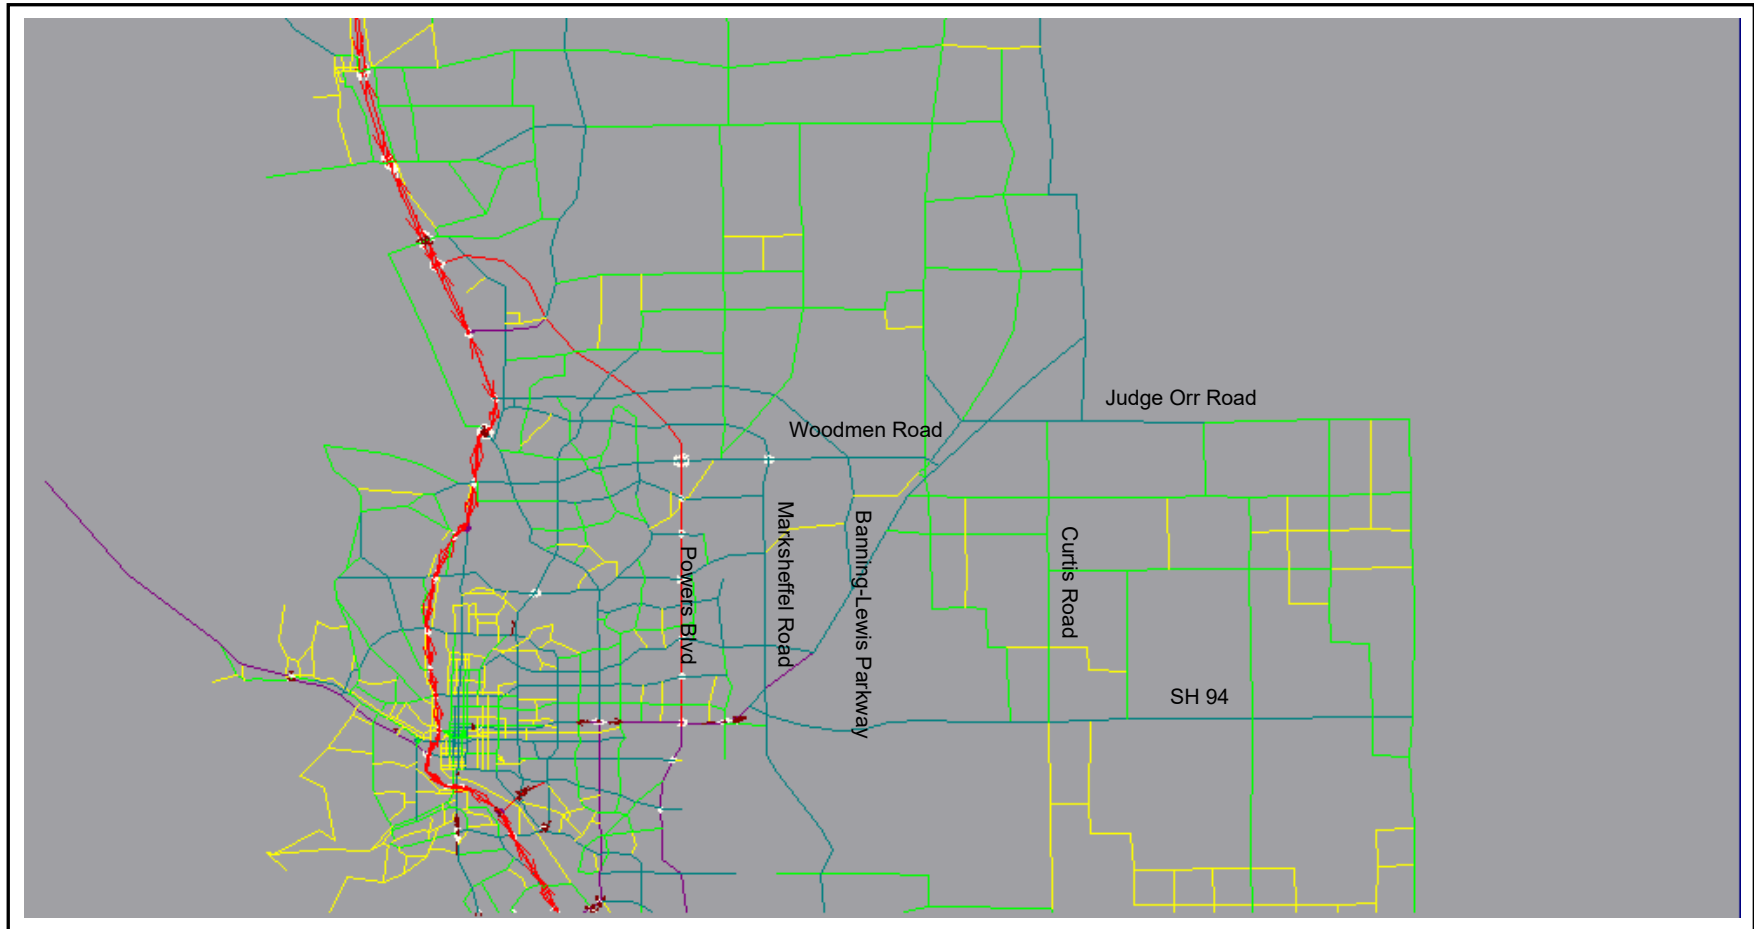 Judge Orr Road
Woodmen Road
Powers Blvd
Marksheffel Road
Banning-Lewis Parkway
Curtis Road
SH 94